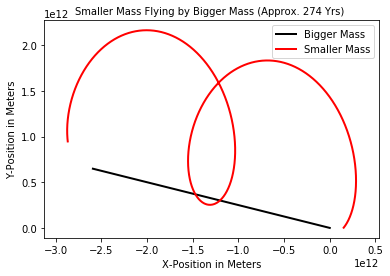 Smaller Mass Flying by Bigger Mass (Approx. 274 Yrs)
1e12
Bigger Mass
Smaller Mass
2.0
1.5
1.0
0.5
0.0
Y-Position in Meters
-3.0 -2.5 -2.0 -1.5 -1.0 -0.5 0.0 0.5
X-Position in Meters
1e12